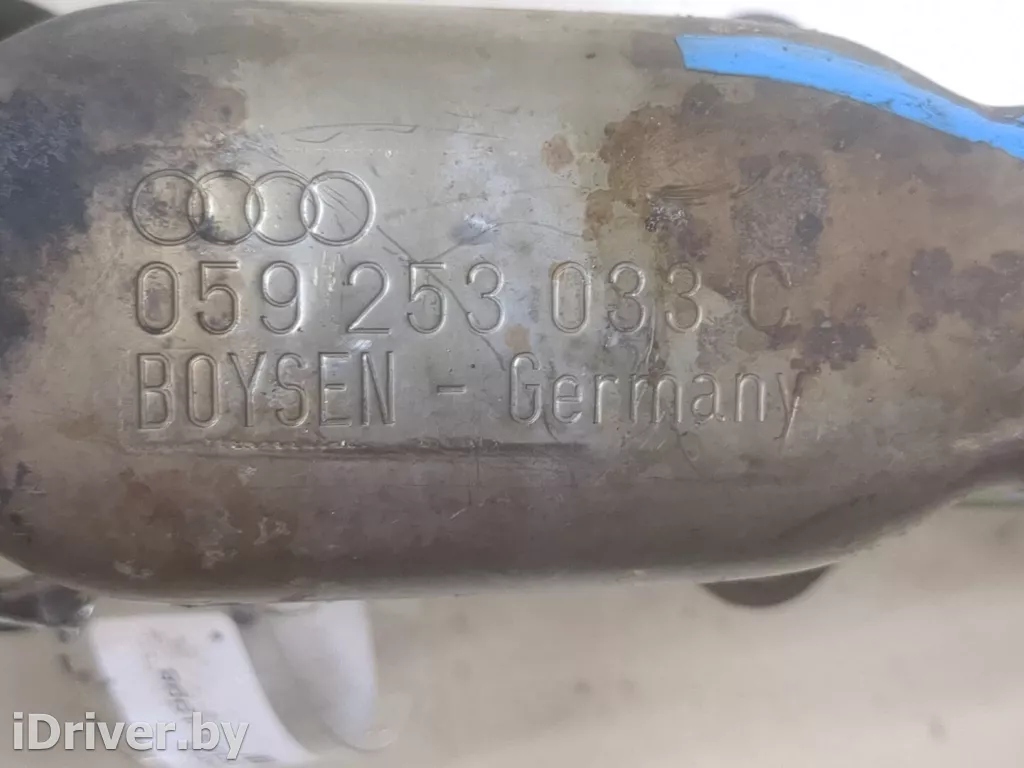 059 253 033 C
BOYSEN - Germany
iDriver.by